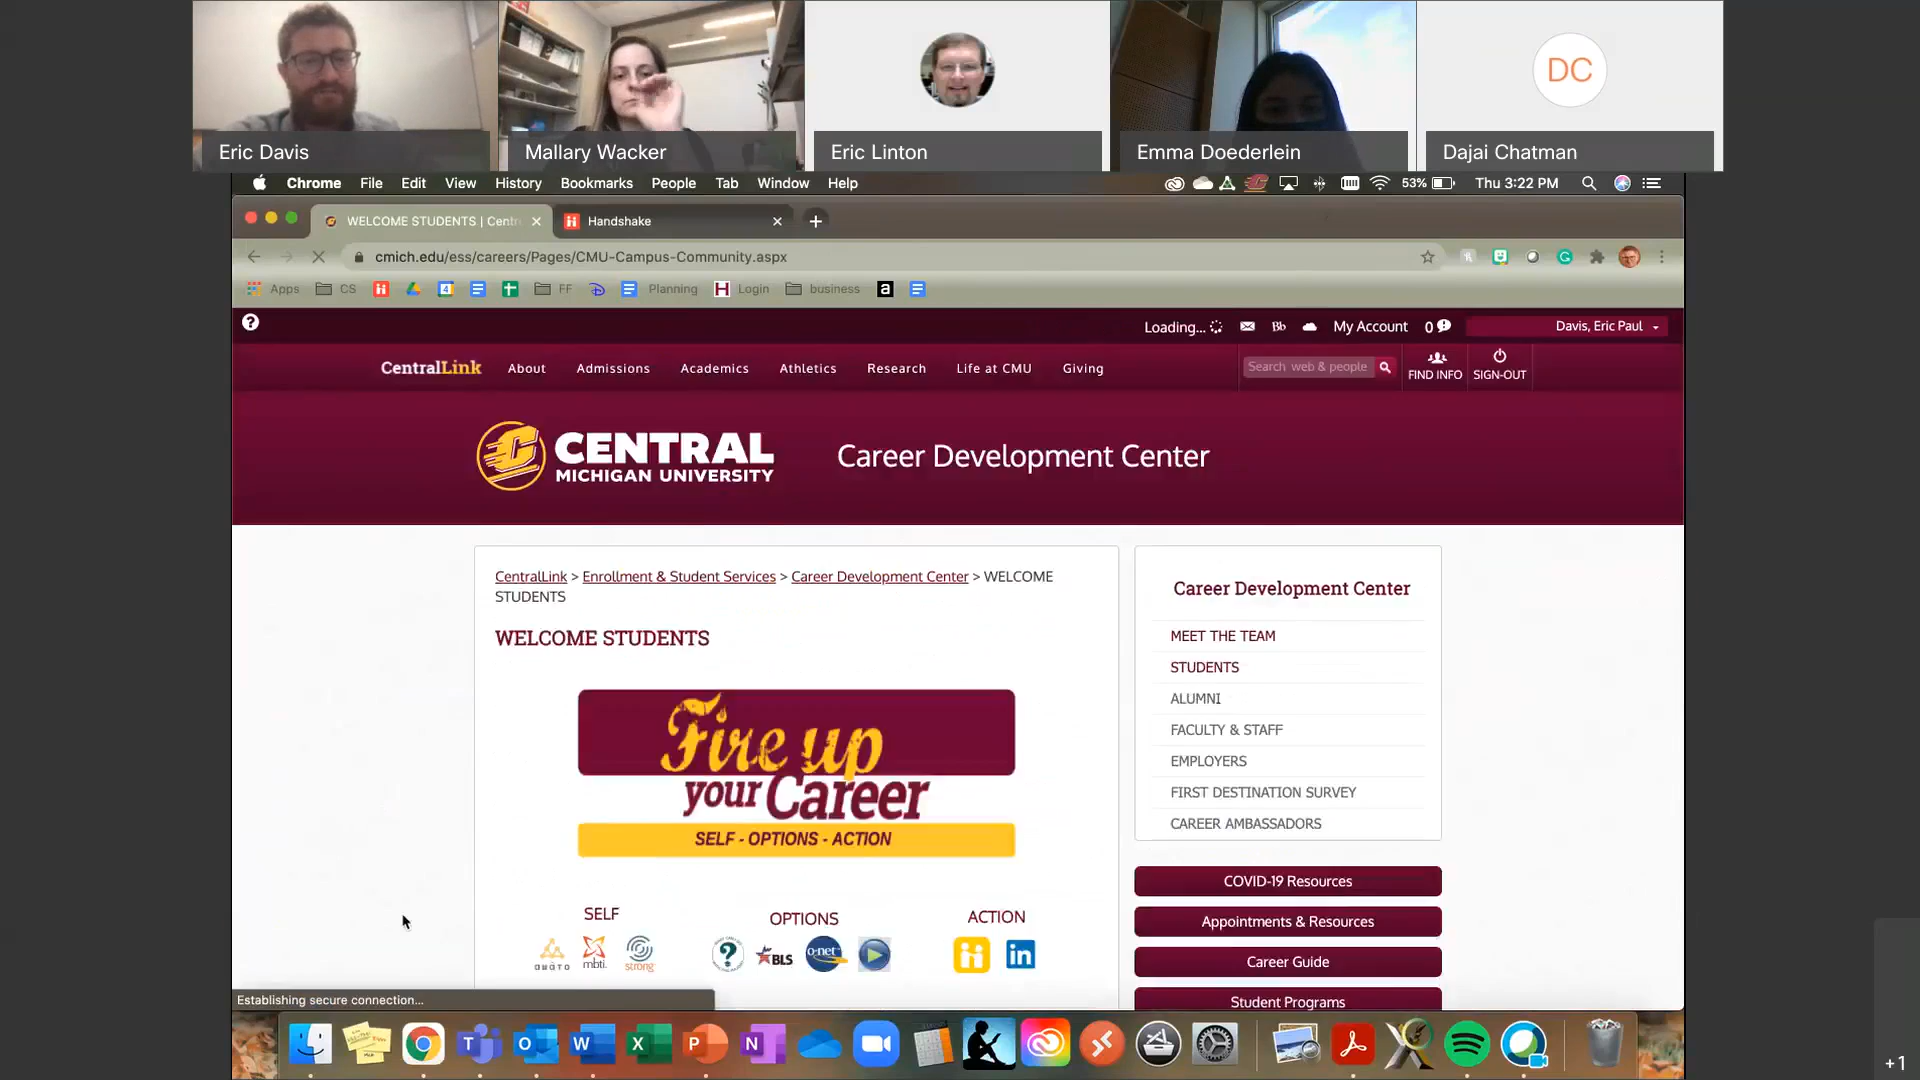 DC
Eric Davis
Mallary Wacker
Eric Linton
Emma Doederlein
Dajai Chatman
Chrome File Edit View History Bookmarks People Tab Window Help
53% Thu 3:22 PM
WELCOME STUDENTS | Centr
Handshake
cmich.edu/ess/careers/Pages/CMU-Campus-Community.aspx
Apps CS FF Planning Login business
Loading... Bb My Account 0 Davis, Eric Paul
CentralLink About Admissions Academics Athletics Research Life at CMU Giving
Search web & people
FIND INFO SIGN-OUT
CENTRAL
MICHIGAN UNIVERSITY
Career Development Center
CentralLink > Enrollment & Student Services > Career Development Center > WELCOME
STUDENTS
WELCOME STUDENTS
Fire up
your Career
SELF - OPTIONS - ACTION
SELF
OPTIONS
ACTION
mbti.
strong
BLS
o·net
in
Career Development Center
MEET THE TEAM
STUDENTS
ALUMNI
FACULTY & STAFF
EMPLOYERS
FIRST DESTINATION SURVEY
CAREER AMBASSADORS
COVID-19 Resources
Appointments & Resources
Career Guide
Student Programs
Establishing secure connection...
+1